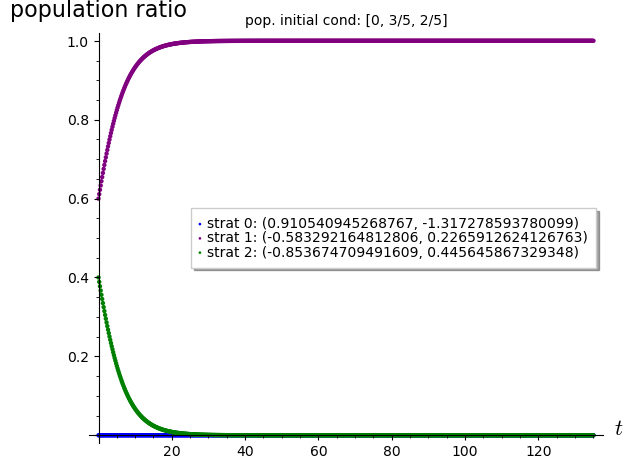 population ratio
pop. initial cond: [0, 3/5, 2/5]
1.0
0.8
0.6
0.4
0.2
strat 0: (0.910540945268767, -1.317278593780099)
strat 1: (-0.583292164812806, 0.2265912624126763)
strat 2: (-0.853674709491609, 0.445645867329348)
20 40 60 80 100 120
t